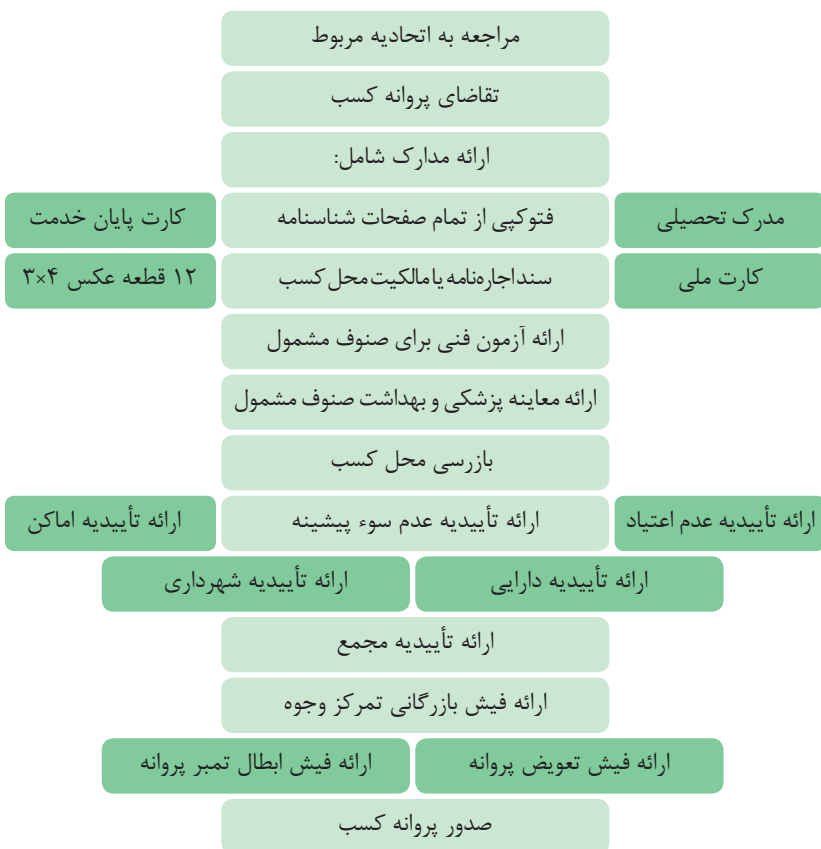 مراجعه به اتحادیه مربوط
تقاضای پروانه کسب
ارائه مدارک شامل:
مدرک تحصیلی
فتوکپی از تمام صفحات شناسنامه
کارت پایان خدمت
کارت ملی
سند اجاره‌نامه یا مالکیت محل کسب
۱۲ قطعه عکس ۴×۳
ارائه آزمون فنی برای صنوف مشمول
ارائه معاینه پزشکی و بهداشت صنوف مشمول
بازرسی محل کسب
ارائه تأییدیه عدم اعتیاد
ارائه تأییدیه عدم سوء پیشینه
ارائه تأییدیه اماکن
ارائه تأییدیه دارایی
ارائه تأییدیه شهرداری
ارائه تأییدیه مجمع
ارائه فیش بازرگانی تمرکز وجوه
ارائه فیش تعویض پروانه
ارائه فیش ابطال تمبر پروانه
صدور پروانه کسب